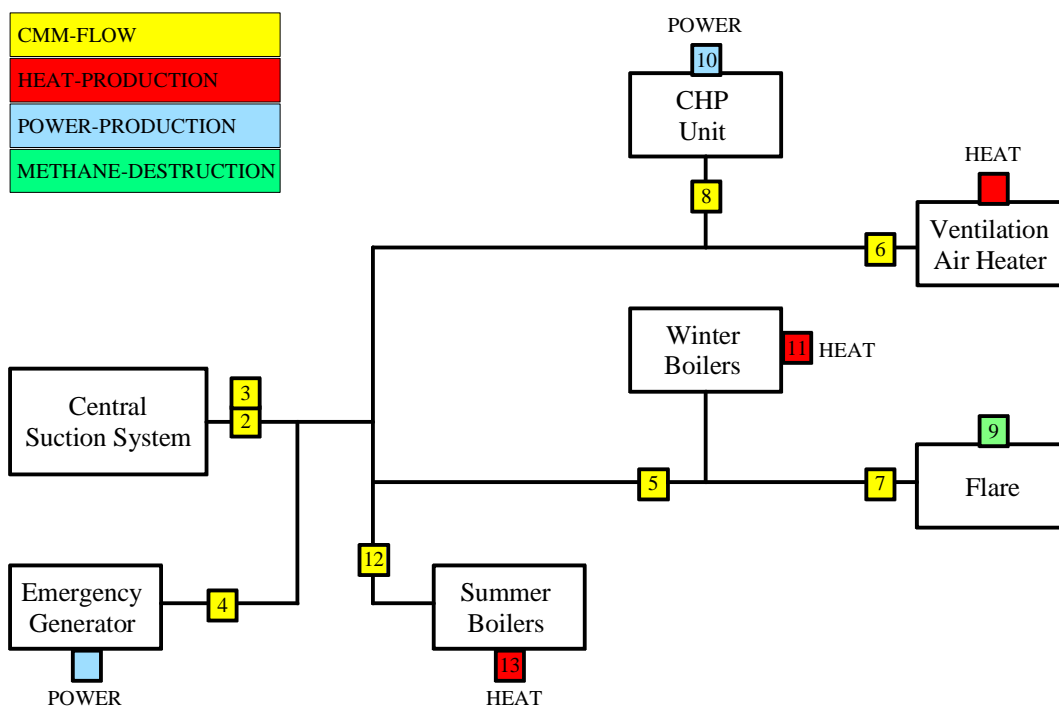 CMM-FLOW
HEAT-PRODUCTION
POWER-PRODUCTION
METHANE-DESTRUCTION
POWER
10
CHP
Unit
8
HEAT
Ventilation
Air Heater
6
Winter
Boilers
11
HEAT
Central
Suction System
3
2
9
Flare
5
7
12
Emergency
Generator
4
POWER
Summer
Boilers
13
HEAT